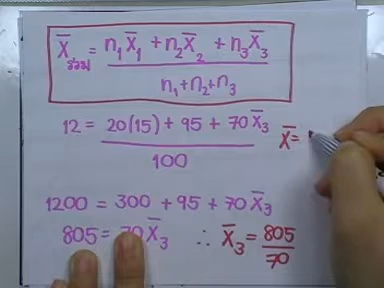 X̄รวม = n₁X̄₁ + n₂X̄₂ + n₃X̄₃
n₁+n₂+n₃
12 = 20(15) + 95 + 70X̄₃
100
X̄ =
1200 = 300 + 95 + 70X̄₃
805 = 70X̄₃ ∴ X̄₃ = 805
70